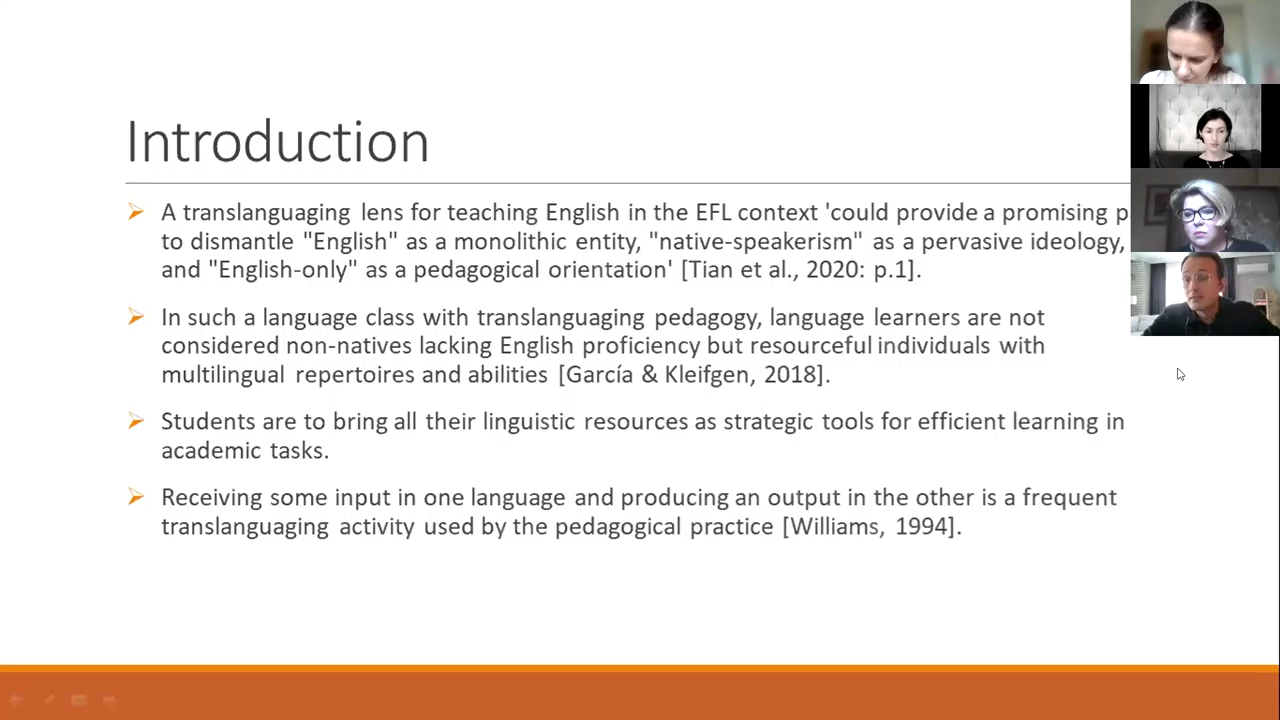 Introduction
A translanguaging lens for teaching English in the EFL context 'could provide a promising
to dismantle "English" as a monolithic entity, "native-speakerism" as a pervasive ideology,
and "English-only" as a pedagogical orientation' [Tian et al., 2020: p.1].
In such a language class with translanguaging pedagogy, language learners are not
considered non-natives lacking English proficiency but resourceful individuals with
multilingual repertoires and abilities [García & Kleifgen, 2018].
Students are to bring all their linguistic resources as strategic tools for efficient learning in
academic tasks.
Receiving some input in one language and producing an output in the other is a frequent
translanguaging activity used by the pedagogical practice [Williams, 1994].